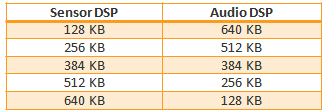 Sensor DSP Audio DSP
128 KB 640 KB
256 KB 512 KB
384 KB 384 KB
512 KB 256 KB
640 KB 128 KB